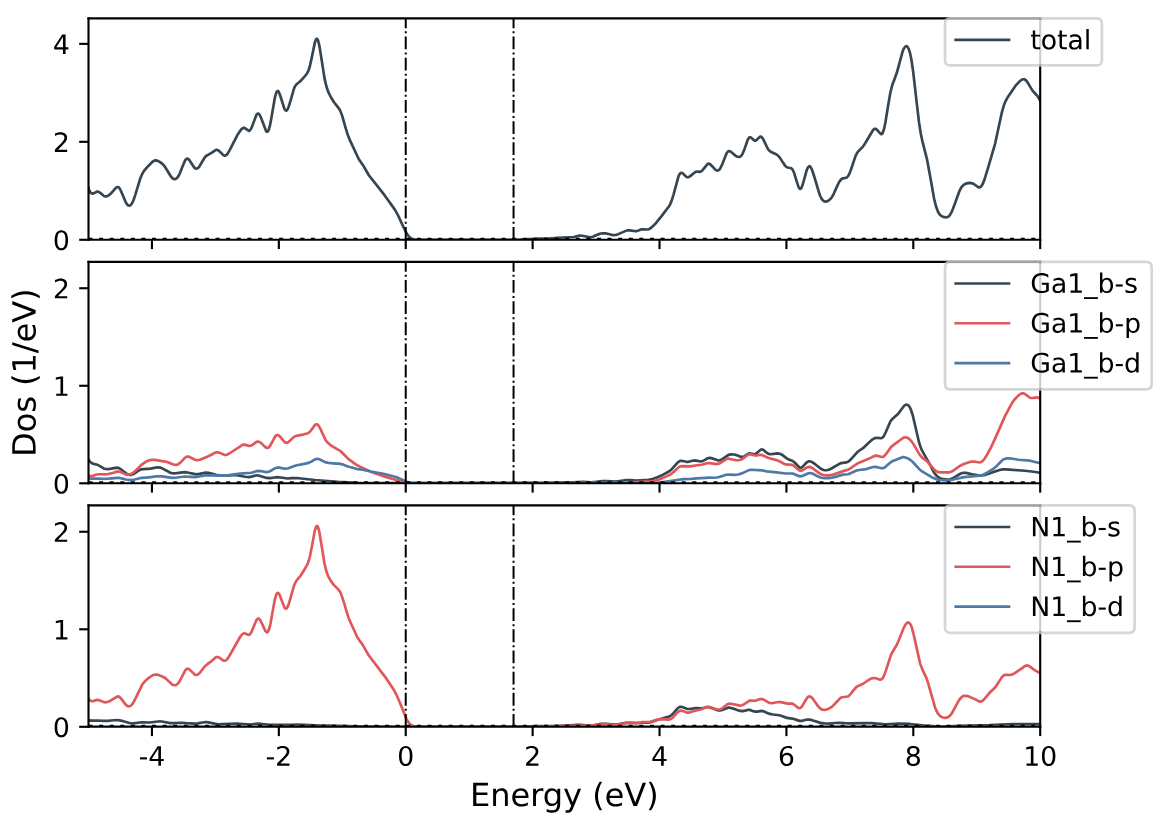 4
2
0
total
2
1
0
Ga1_b-s
Ga1_b-p
Ga1_b-d
Dos (1/eV)
2
1
0
N1_b-s
N1_b-p
N1_b-d
-4 -2 0 2 4 6 8 10
Energy (eV)